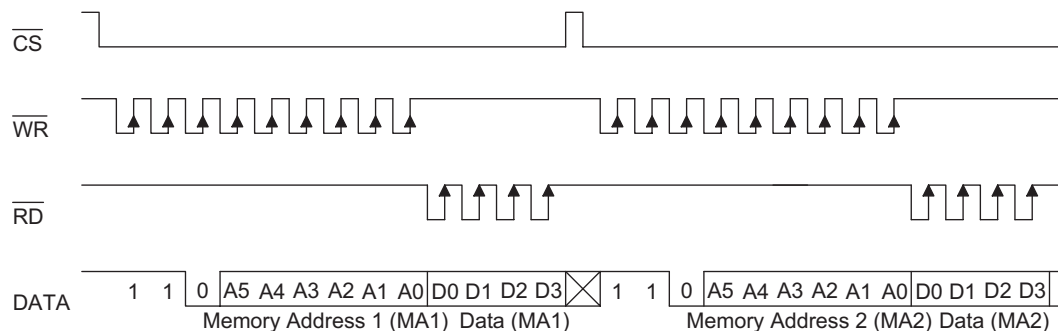 CS
WR
RD
DATA 1 1 0 A5 A4 A3 A2 A1 A0 D0 D1 D2 D3 1 1 0 A5 A4 A3 A2 A1 A0 D0 D1 D2 D3
Memory Address 1 (MA1) Data (MA1) Memory Address 2 (MA2) Data (MA2)